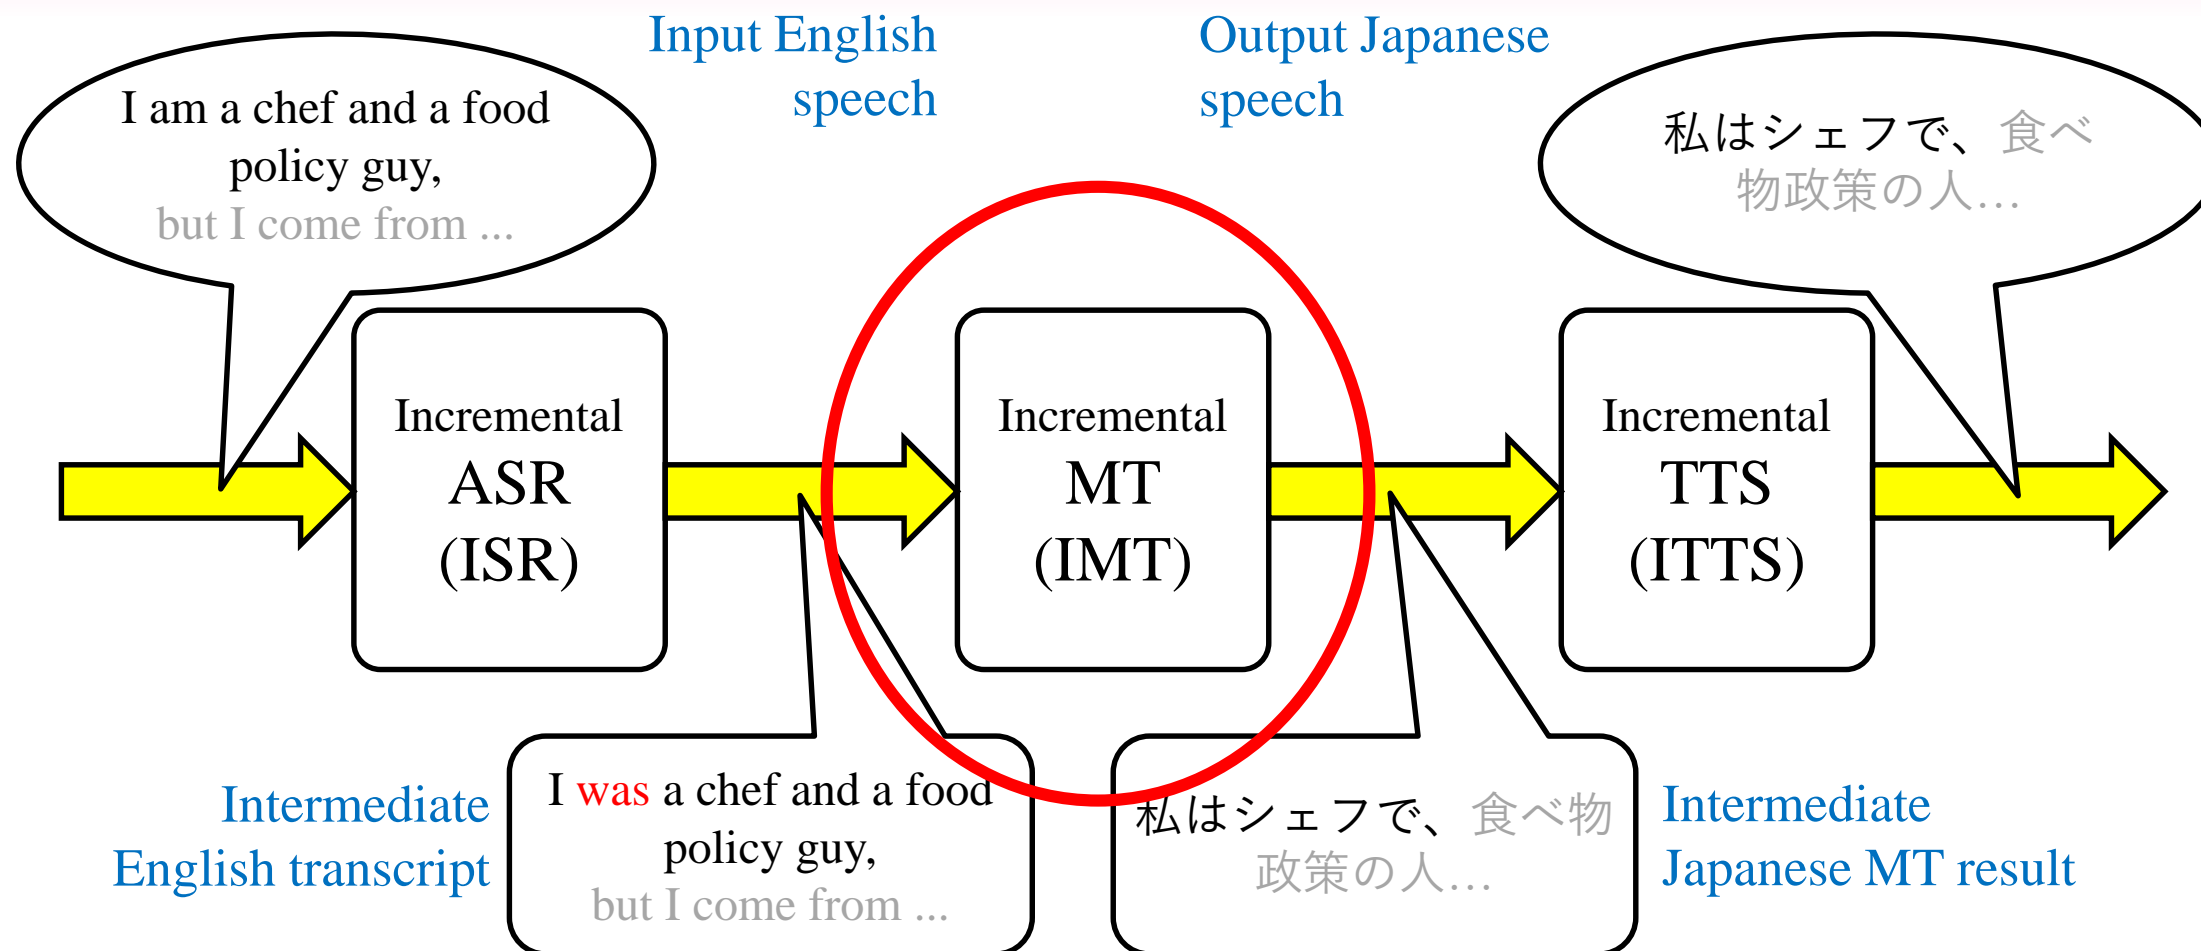 Input English
speech
Output Japanese
speech
I am a chef and a food
policy guy,
but I come from ...
私はシェフで、食べ
物政策の人…
Incremental
ASR
(ISR)
Incremental
MT
(IMT)
Incremental
TTS
(ITTS)
Intermediate
English transcript
I was a chef and a food
policy guy,
but I come from ...
私はシェフで、食べ物
政策の人…
Intermediate
Japanese MT result